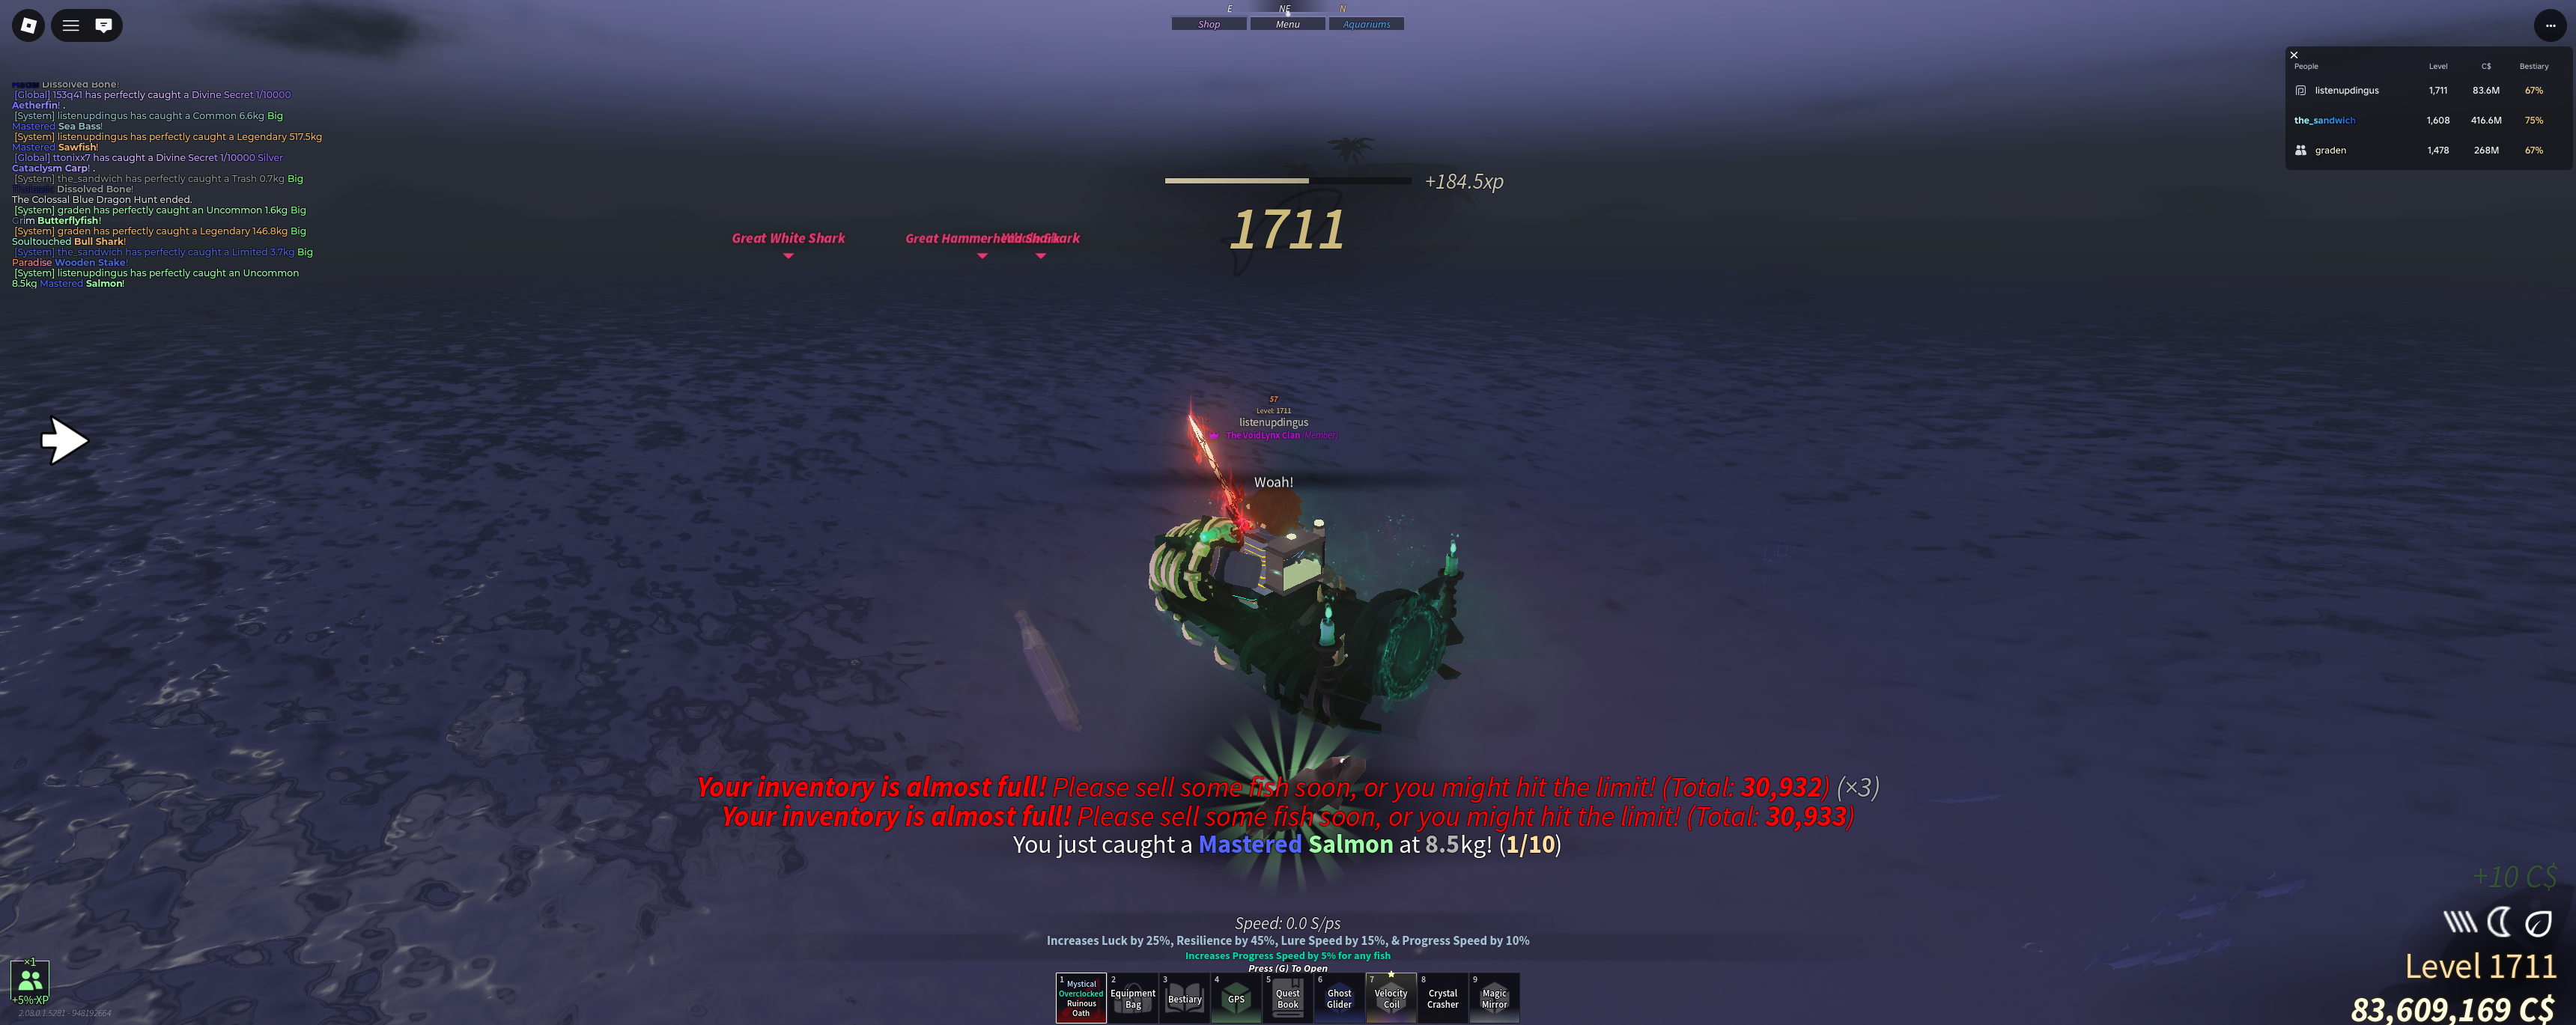 E NE N
Shop Menu Aquariums
Dissolved Bone!
[Global] 153q41 has perfectly caught a Divine Secret 1/10000
Aetherfin! .
[System] listenupdingus has caught a Common 6.6kg Big
Mastered Sea Bass!
[System] listenupdingus has perfectly caught a Legendary 517.5kg
Mastered Sawfish!
[Global] ttonixx7 has caught a Divine Secret 1/10000 Silver
Cataclysm Carp! .
[System] the_sandwich has perfectly caught a Trash 0.7kg Big
Dissolved Bone!
The Colossal Blue Dragon Hunt ended.
[System] graden has perfectly caught an Uncommon 1.6kg Big
Grim Butterflyfish!
[System] graden has perfectly caught a Legendary 146.8kg Big
Soultouched Bull Shark!
[System] the_sandwich has perfectly caught a Limited 3.7kg Big
Paradise Wooden Stake!
[System] listenupdingus has perfectly caught an Uncommon
8.5kg Mastered Salmon!
People Level C$ Bestiary
listenupdingus 1,711 83.6M 67%
the_sandwich 1,608 416.6M 75%
graden 1,478 268M 67%
+184.5xp
1711
Great White Shark
Great Hammerhead Shark
57
Level: 1711
listenupdingus
The VoidLynx Clan (Member)
Woah!
Your inventory is almost full! Please sell some fish soon, or you might hit the limit! (Total: 30,932) (×3)
Your inventory is almost full! Please sell some fish soon, or you might hit the limit! (Total: 30,933)
You just caught a Mastered Salmon at 8.5kg! (1/10)
Speed: 0.0 S/ps
Increases Luck by 25%, Resilience by 45%, Lure Speed by 15%, & Progress Speed by 10%
Increases Progress Speed by 5% for any fish
Press (G) To Open
1 Mystical Overclocked Ruinous Oath
2 Equipment Bag
3 Bestiary
4 GPS
5 Quest Book
6 Ghost Glider
7 Velocity Coil
8 Crystal Crasher
9 Magic Mirror
×1
+5% XP
2.08.0.1.5281 - 948192664
+10 C$
Level 1711
83,609,169 C$